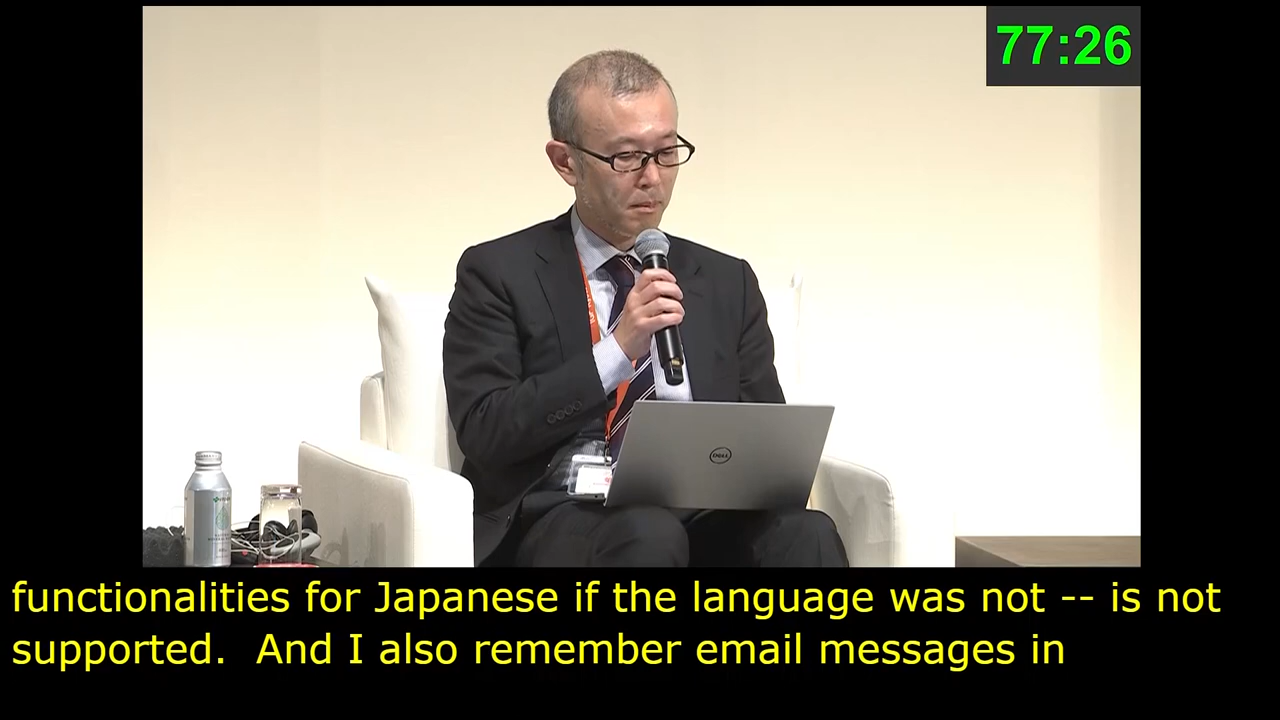 77:26
DELL
functionalities for Japanese if the language was not -- is not
supported.  And I also remember email messages in